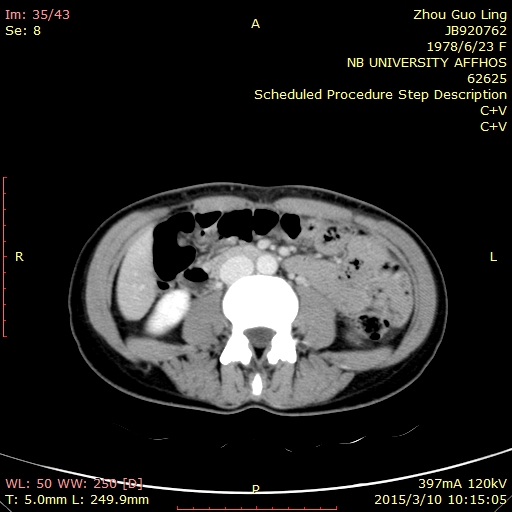 Im: 35/43
Se: 8
A
Zhou Guo Ling
JB920762
1978/6/23 F
NB UNIVERSITY AFFHOS
62625
Scheduled Procedure Step Description
C+V
C+V
R
L
WL: 50 WW: 250 [D]
T: 5.0mm L: 249.9mm
P
397mA 120kV
2015/3/10 10:15:05